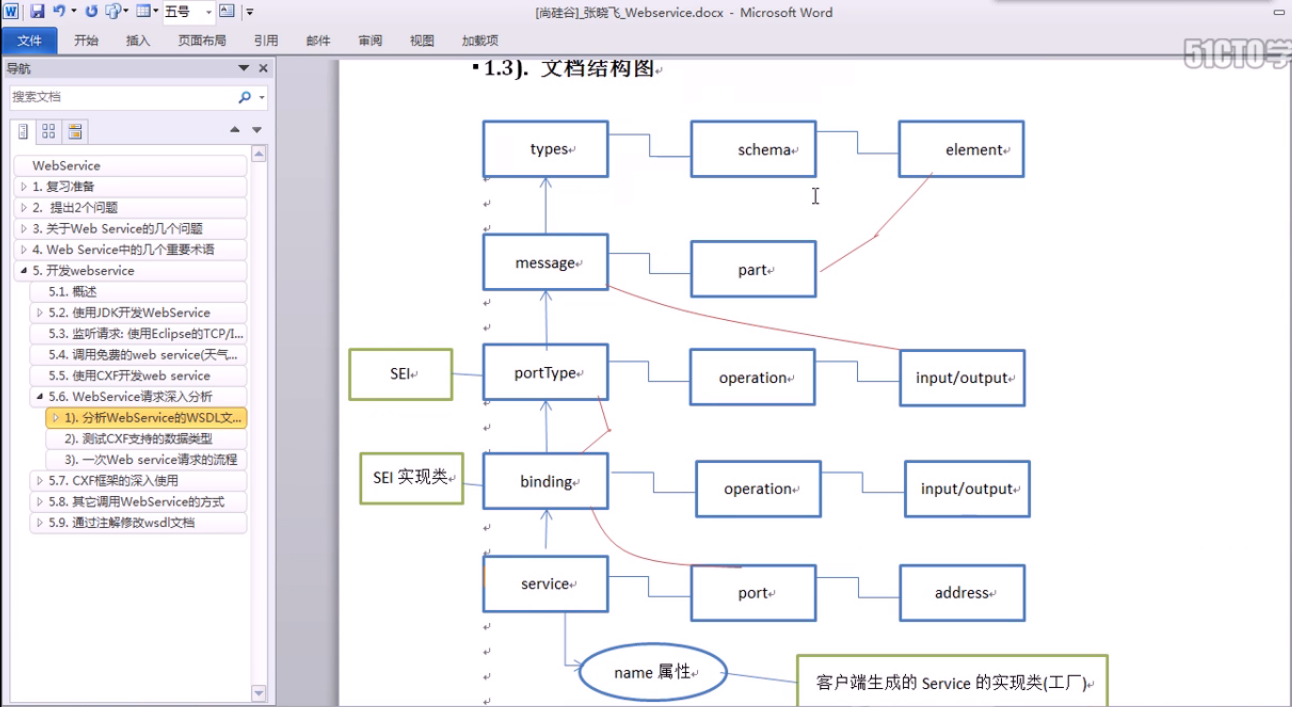 五号
[尚硅谷]_张晓飞_Webservice.docx - Microsoft Word
文件 开始 插入 页面布局 引用 邮件 审阅 视图 加载项
51CTO学
导航
搜索文档
WebService
1. 复习准备
2. 提出2个问题
3. 关于Web Service的几个问题
4. Web Service中的几个重要术语
5. 开发webservice
5.1. 概述
5.2. 使用JDK开发WebService
5.3. 监听请求: 使用Eclipse的TCP/I...
5.4. 调用免费的web service(天气...
5.5. 使用CXF开发web service
5.6. WebService请求深入分析
1). 分析WebService的WSDL文...
2). 测试CXF支持的数据类型
3). 一次Web service请求的流程
5.7. CXF框架的深入使用
5.8. 其它调用WebService的方式
5.9. 通过注解修改wsdl文档
1.3). 文档结构图
types schema element
message part
SEI portType operation input/output
SEI 实现类 binding operation input/output
service port address
name 属性
客户端生成的 Service 的实现类(工厂)